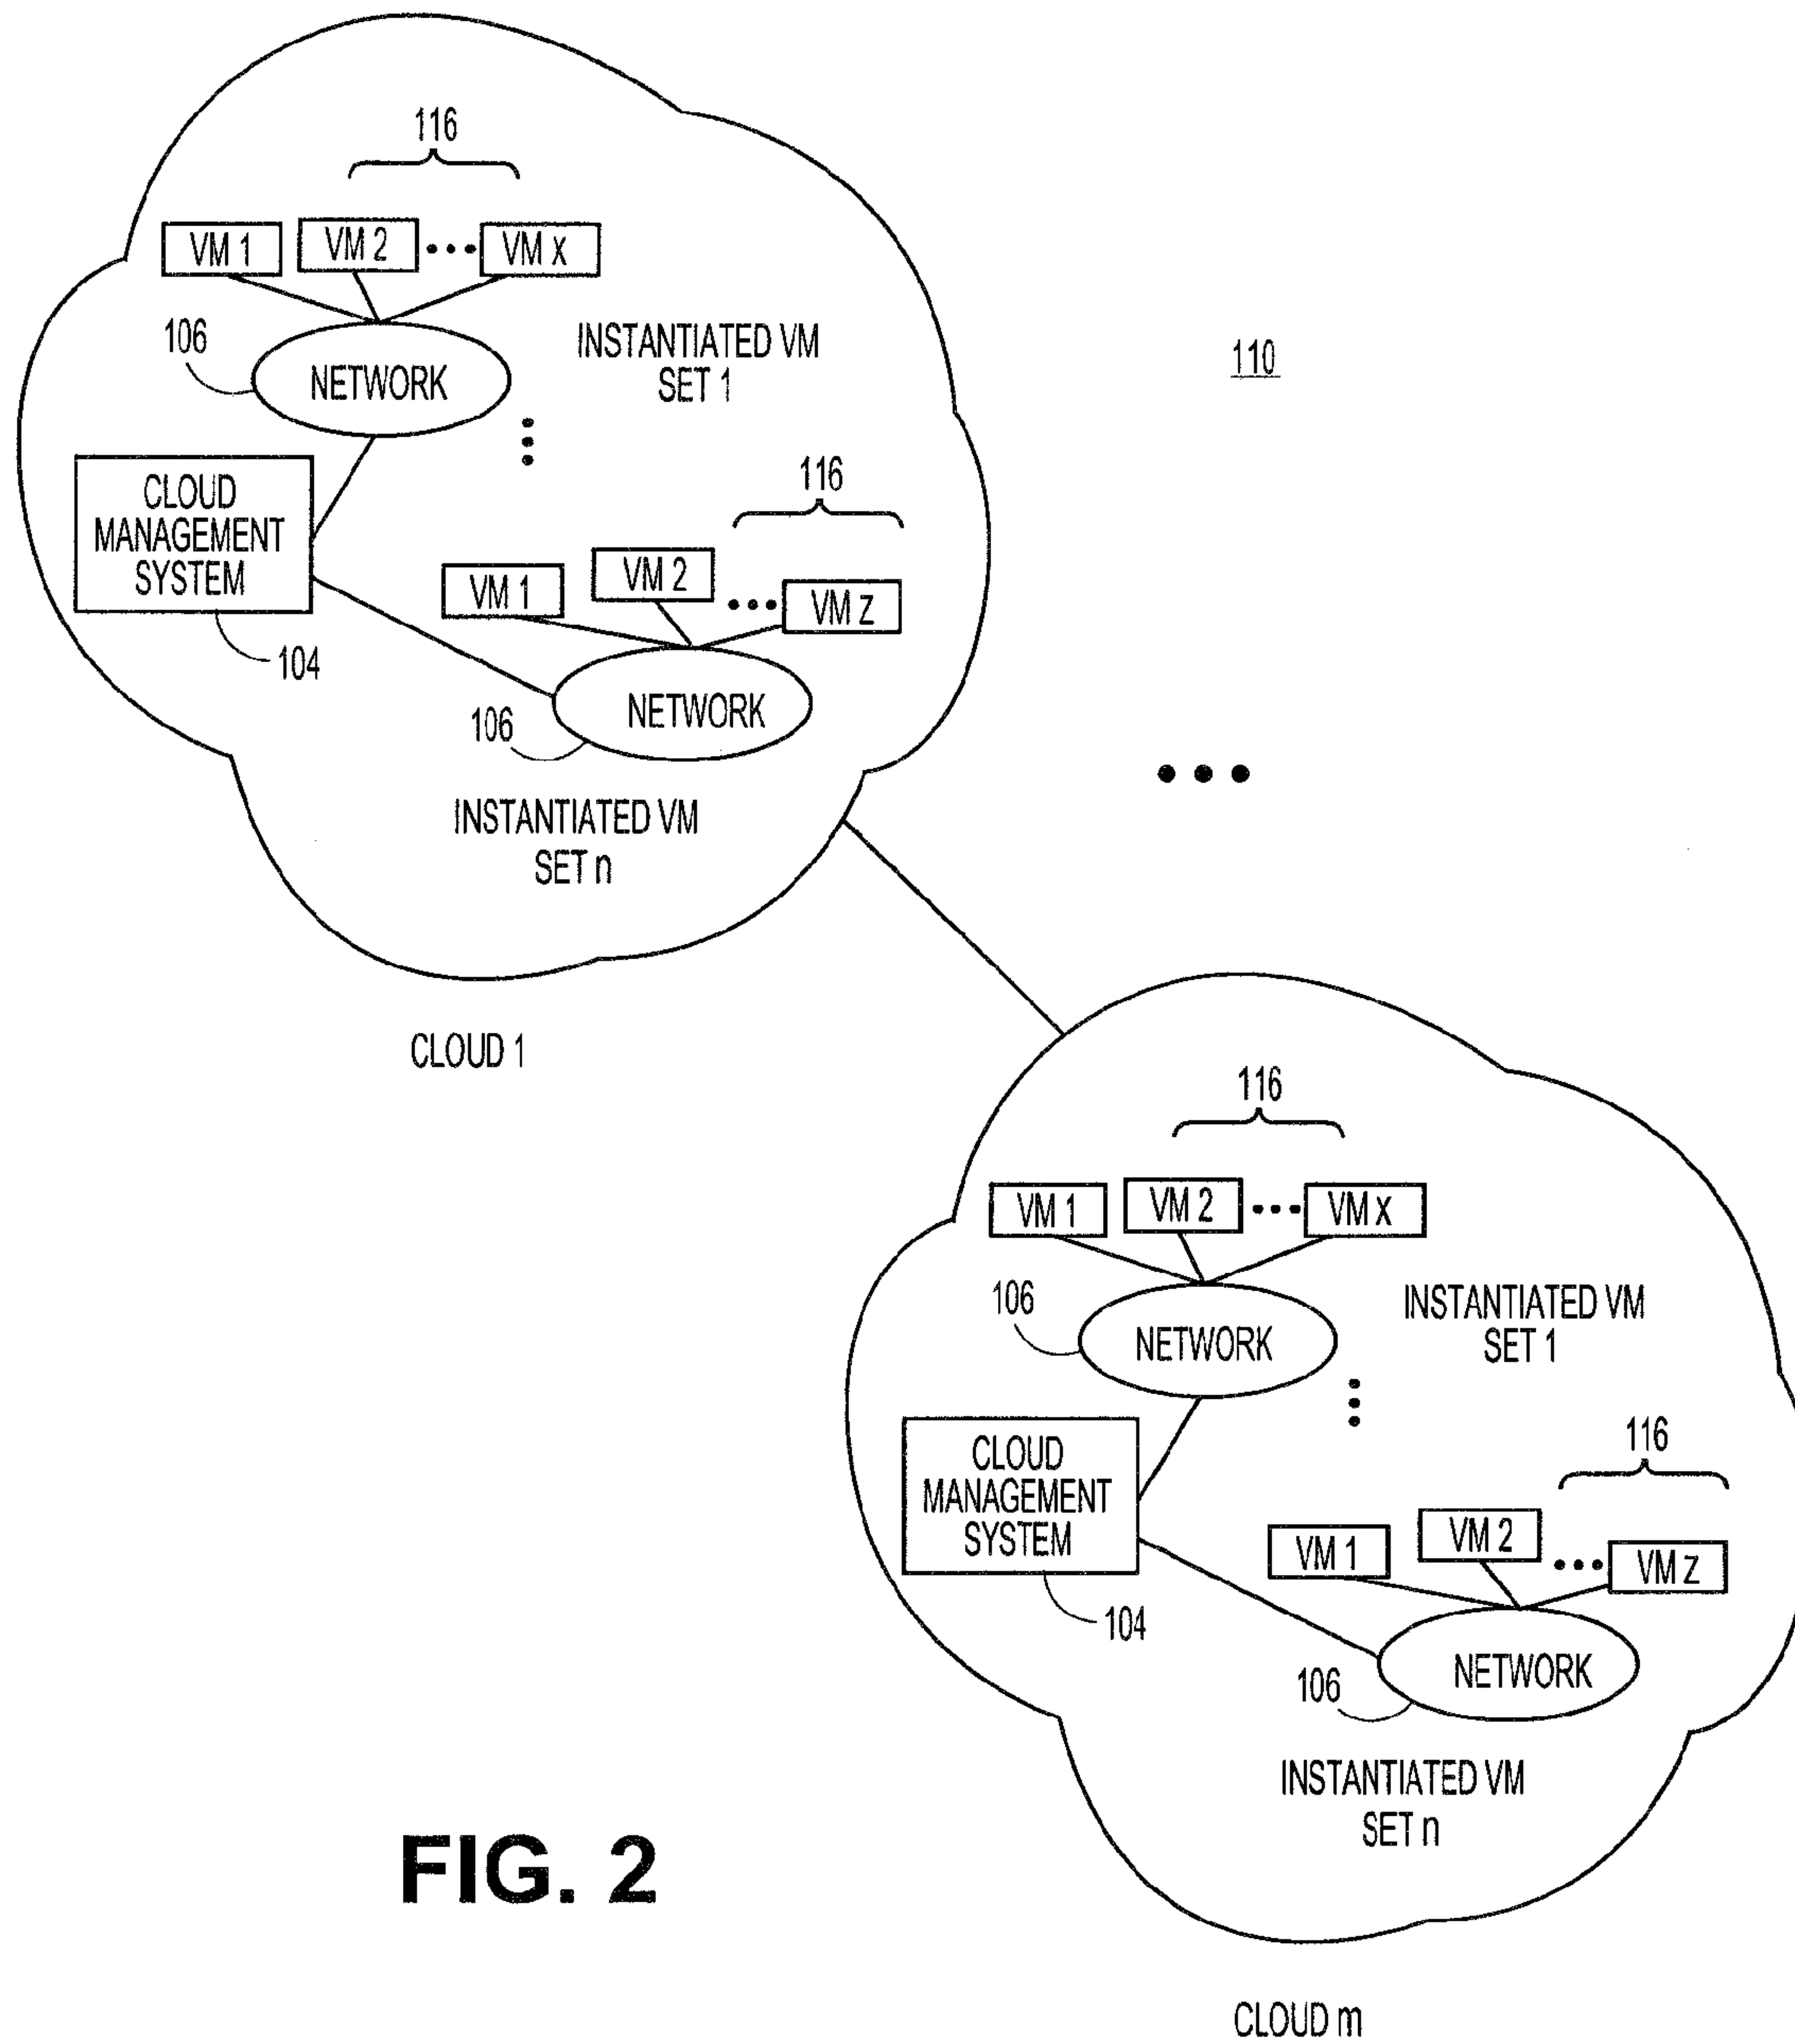 116
VM 1
VM 2
VM x
106
NETWORK
INSTANTIATED VM
SET 1
110
CLOUD
MANAGEMENT
SYSTEM
104
116
VM 1
VM 2
VM z
106
NETWORK
INSTANTIATED VM
SET n
CLOUD 1
116
VM 1
VM 2
VM x
106
NETWORK
INSTANTIATED VM
SET 1
CLOUD
MANAGEMENT
SYSTEM
104
116
VM 1
VM 2
VM z
106
NETWORK
INSTANTIATED VM
SET n
FIG. 2
CLOUD m